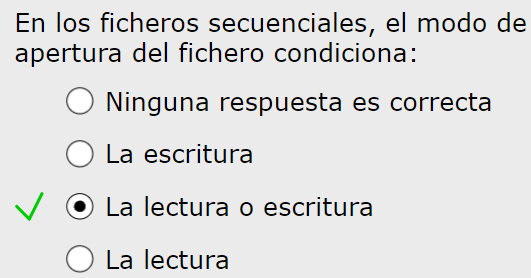 En los ficheros secuenciales, el modo de
apertura del fichero condiciona:
Ninguna respuesta es correcta
La escritura
La lectura o escritura
La lectura